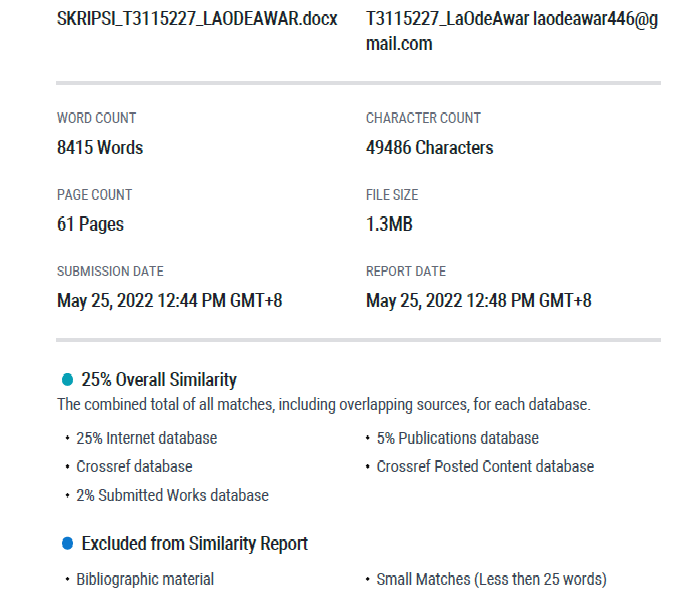 SKRIPSI_T3115227_LAODEAWAR.docx
T3115227_LaOdeAwar laodeawar446@g
mail.com
WORD COUNT
CHARACTER COUNT
8415 Words
49486 Characters
PAGE COUNT
FILE SIZE
61 Pages
1.3MB
SUBMISSION DATE
REPORT DATE
May 25, 2022 12:44 PM GMT+8
May 25, 2022 12:48 PM GMT+8
● 25% Overall Similarity
The combined total of all matches, including overlapping sources, for each database.
• 25% Internet database
• 5% Publications database
• Crossref database
• Crossref Posted Content database
• 2% Submitted Works database
● Excluded from Similarity Report
• Bibliographic material
• Small Matches (Less then 25 words)